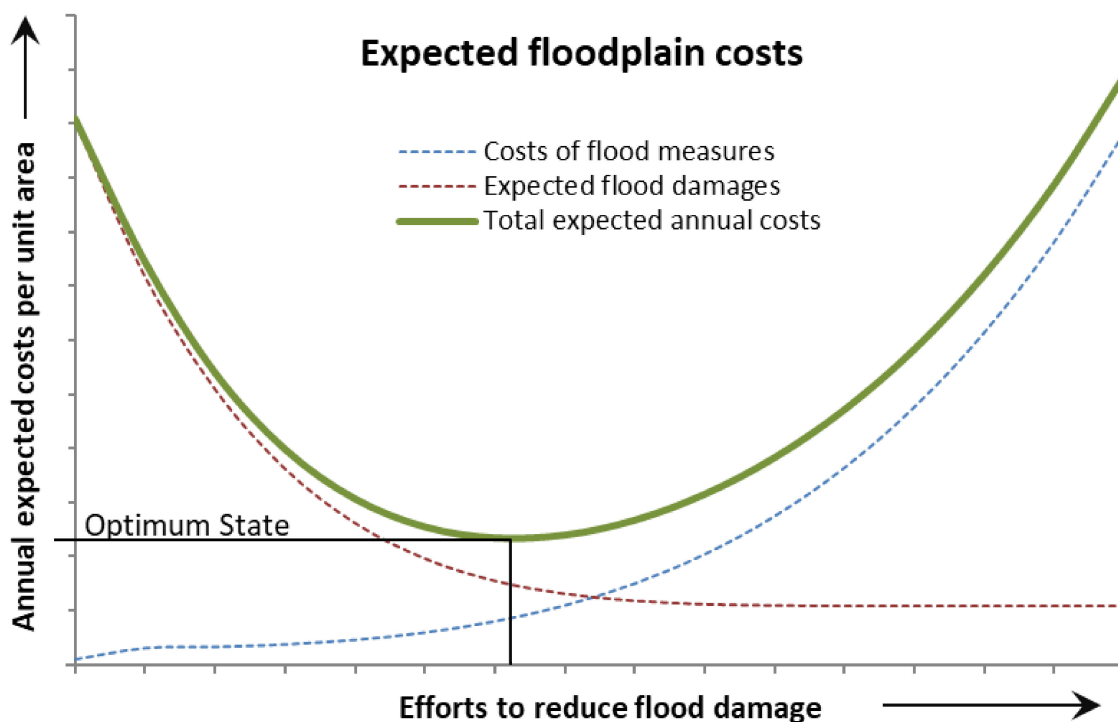 Expected floodplain costs
Costs of flood measures
Expected flood damages
Total expected annual costs
Annual expected costs per unit area
Optimum State
Efforts to reduce flood damage